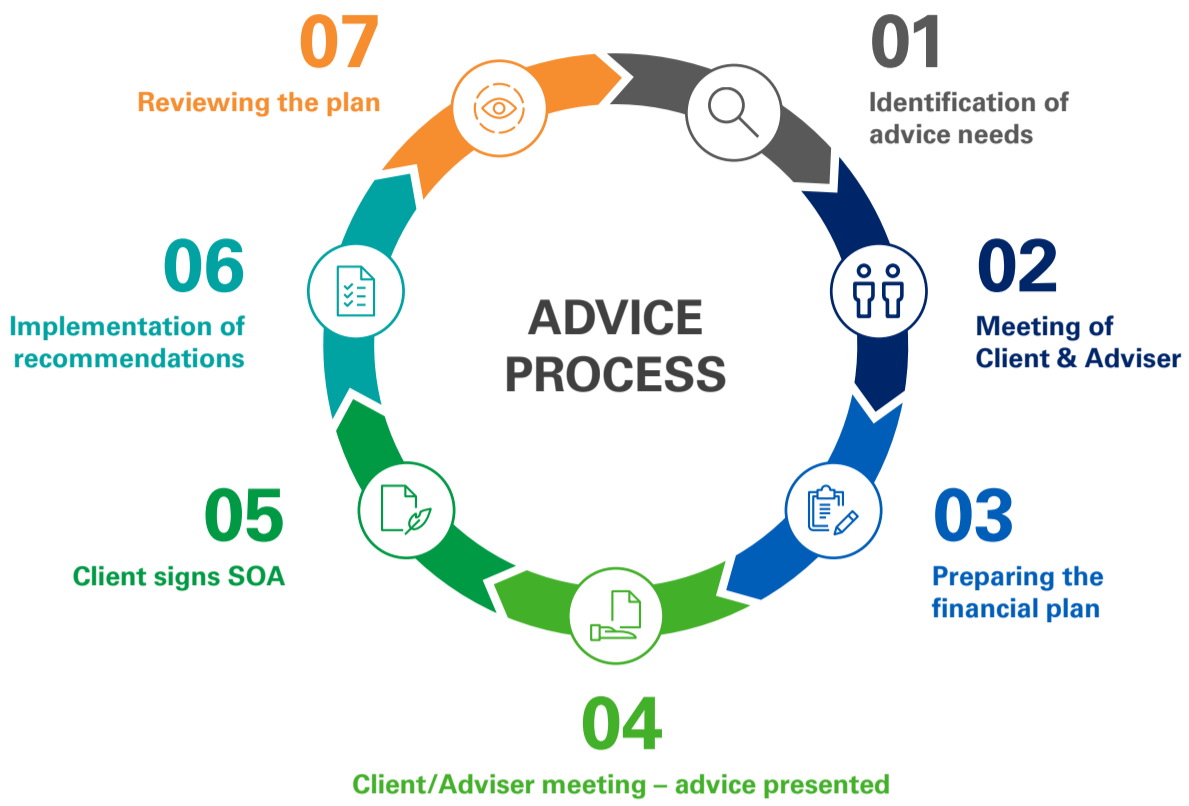 ADVICE
PROCESS
01
Identification of
advice needs
02
Meeting of
Client & Adviser
03
Preparing the
financial plan
04
Client/Adviser meeting – advice presented
05
Client signs SOA
06
Implementation of
recommendations
07
Reviewing the plan